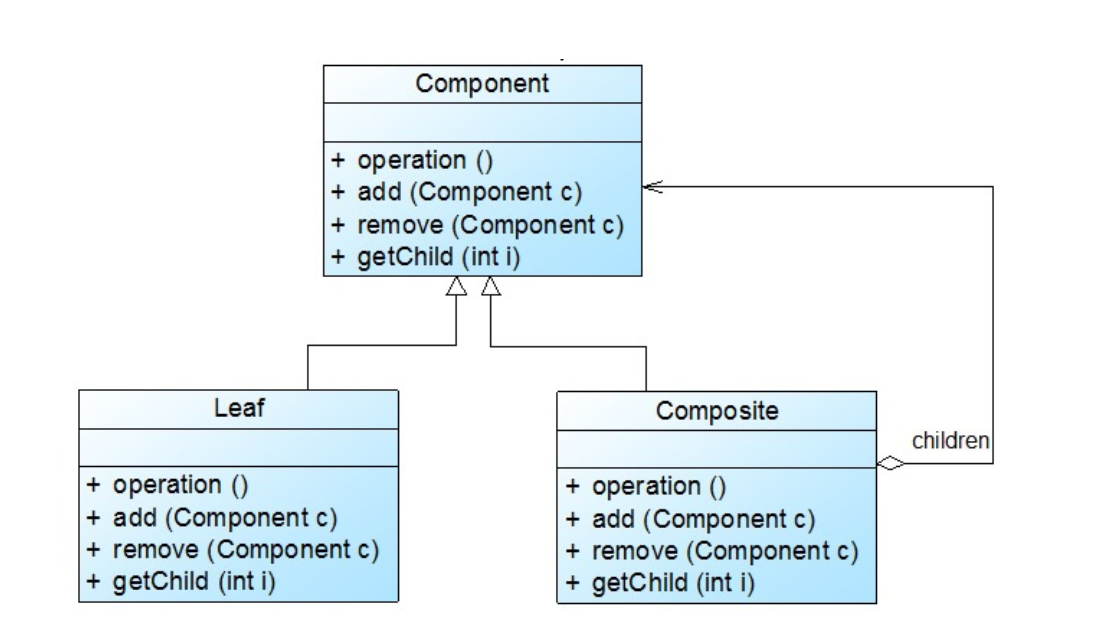 Component
+ operation ()
+ add (Component c)
+ remove (Component c)
+ getChild (int i)
Leaf
+ operation ()
+ add (Component c)
+ remove (Component c)
+ getChild (int i)
Composite
+ operation ()
+ add (Component c)
+ remove (Component c)
+ getChild (int i)
children